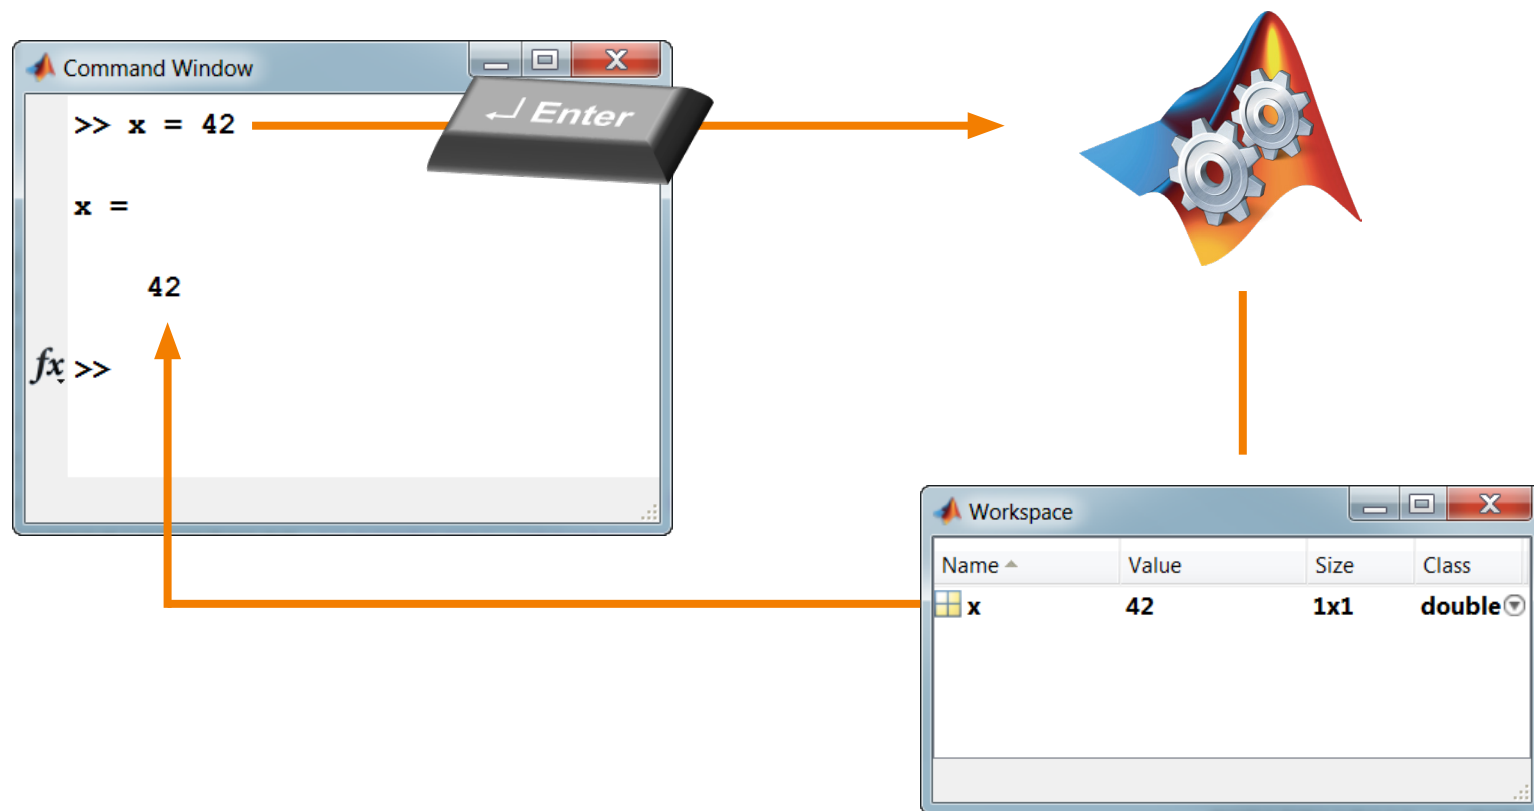 Command Window
>> x = 42
Enter
x =
42
fx >>
Workspace
Name Value Size Class
x 42 1x1 double